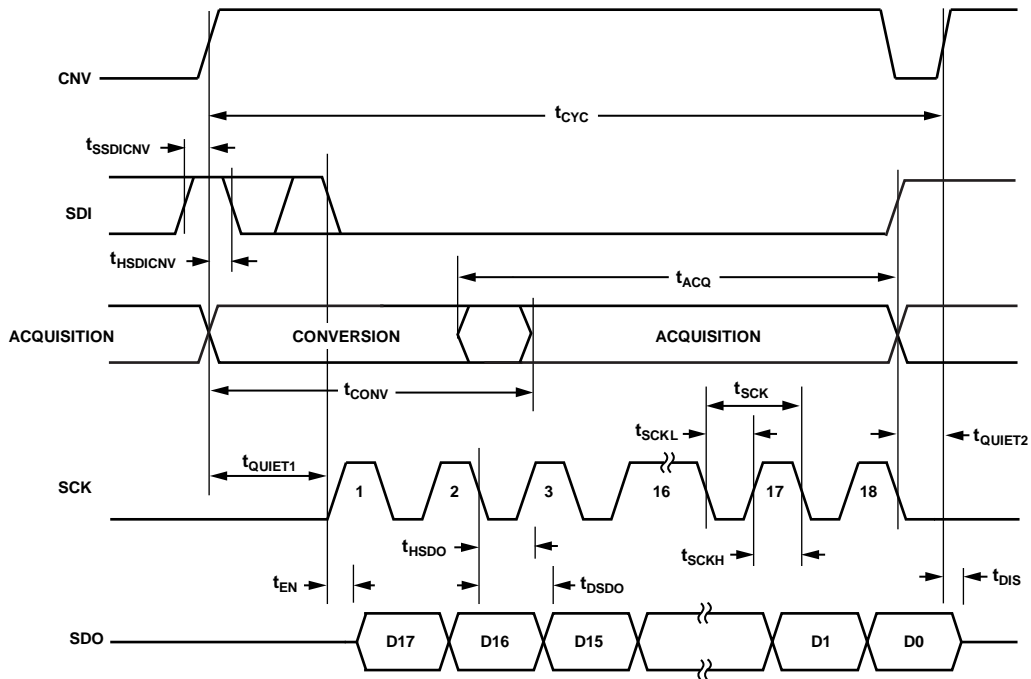 CNV
tCYC
tSSDICNV
SDI
tHSDICNV
tACQ
ACQUISITION
CONVERSION
ACQUISITION
tCONV
tSCK
tSCKL
tQUIET2
tQUIET1
SCK
1
2
3
16
17
18
tHSDO
tSCKH
tEN
tDSDO
tDIS
SDO
D17
D16
D15
D1
D0